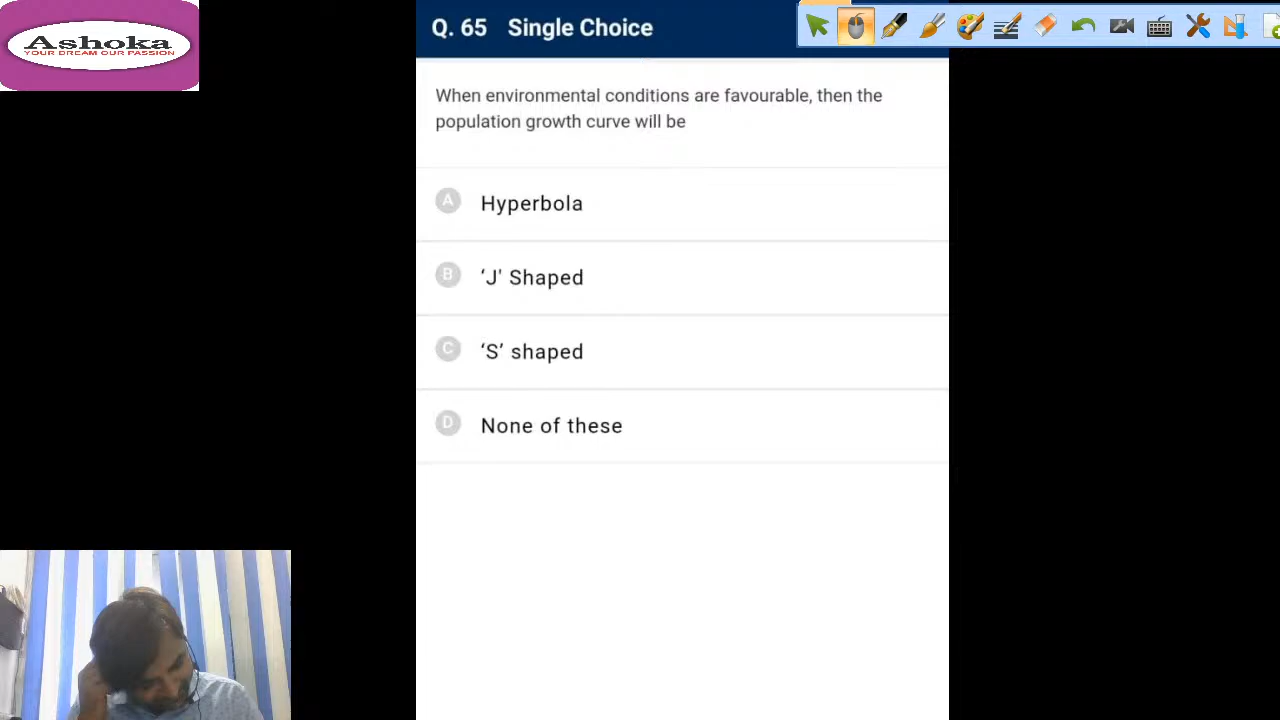 Ashoka
YOUR DREAM OUR PASSION
Q. 65 Single Choice
When environmental conditions are favourable, then the
population growth curve will be
A Hyperbola
B ‘J' Shaped
C ‘S’ shaped
D None of these